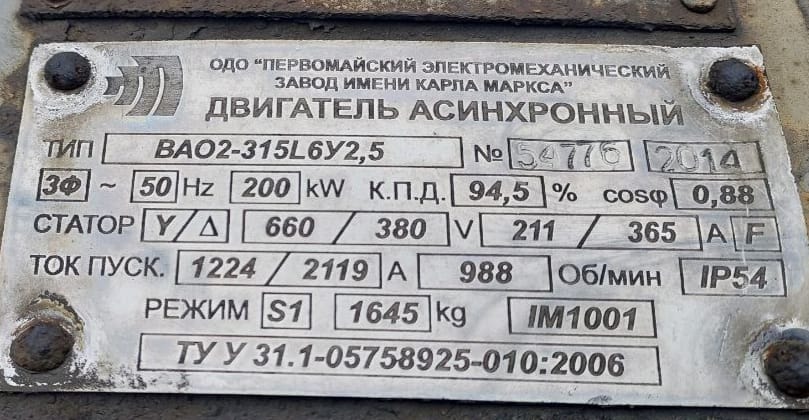 ОДО "ПЕРВОМАЙСКИЙ ЭЛЕКТРОМЕХАНИЧЕСКИЙ
ЗАВОД ИМЕНИ КАРЛА МАРКСА"
ДВИГАТЕЛЬ АСИНХРОННЫЙ
ТИП ВАО2-315L6У2,5 № 54776 2014
3Ф ~ 50 Hz 200 kW К.П.Д. 94,5 % cosφ 0,88
СТАТОР Y/Δ 660 / 380 V 211 / 365 A F
ТОК ПУСК. 1224 / 2119 A 988 Об/мин IP54
РЕЖИМ S1 1645 kg IM1001
ТУ У 31.1-05758925-010:2006